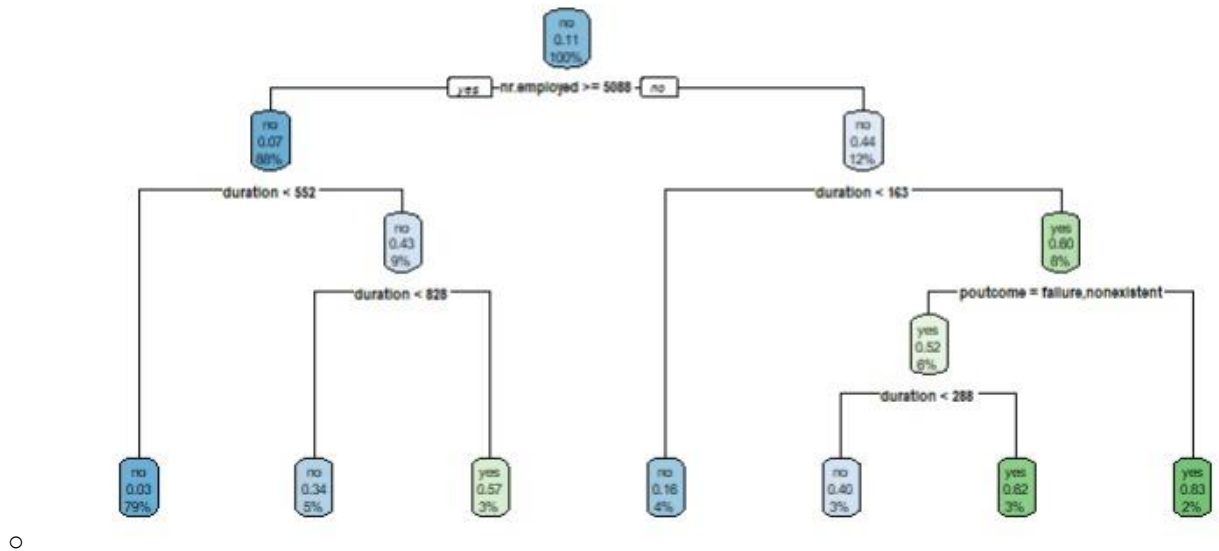 no
0.11
100%
yes nr.employed >= 5088 no
no
0.07
88%
no
0.44
12%
duration < 552
duration < 163
no
0.43
9%
yes
0.60
8%
duration < 828
poutcome = failure,nonexistent
yes
0.52
6%
duration < 288
no
0.03
79%
no
0.34
5%
yes
0.57
3%
no
0.16
4%
no
0.40
3%
yes
0.62
3%
yes
0.83
2%